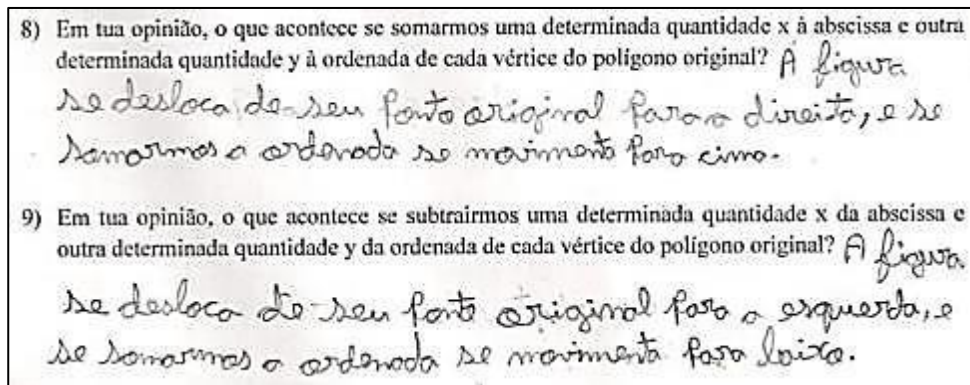 8) Em tua opinião, o que acontece se somarmos uma determinada quantidade x à abscissa e outra
determinada quantidade y à ordenada de cada vértice do polígono original? A figura
se desloca de seu ponto original para a direita, e se
somarmos a ordenada se movimenta para cima.
9) Em tua opinião, o que acontece se subtrairmos uma determinada quantidade x da abscissa e
outra determinada quantidade y da ordenada de cada vértice do polígono original? A figura
se desloca de seu ponto original para a esquerda, e
se somarmos a ordenada se movimenta para baixo.